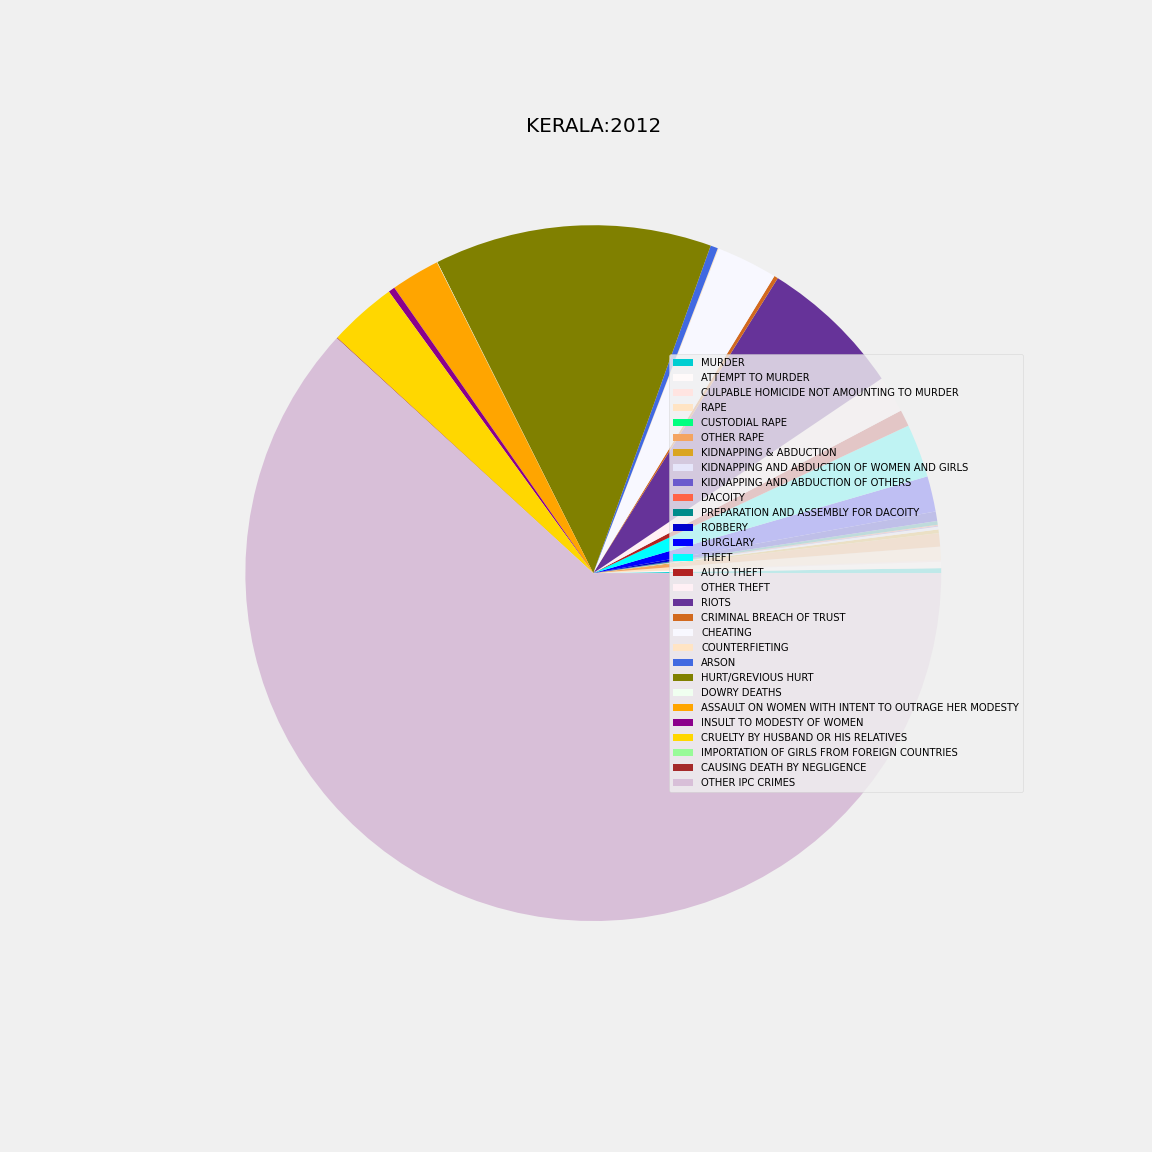 KERALA:2012
MURDER
ATTEMPT TO MURDER
CULPABLE HOMICIDE NOT AMOUNTING TO MURDER
RAPE
CUSTODIAL RAPE
OTHER RAPE
KIDNAPPING & ABDUCTION
KIDNAPPING AND ABDUCTION OF WOMEN AND GIRLS
KIDNAPPING AND ABDUCTION OF OTHERS
DACOITY
PREPARATION AND ASSEMBLY FOR DACOITY
ROBBERY
BURGLARY
THEFT
AUTO THEFT
OTHER THEFT
RIOTS
CRIMINAL BREACH OF TRUST
CHEATING
COUNTERFIETING
ARSON
HURT/GREVIOUS HURT
DOWRY DEATHS
ASSAULT ON WOMEN WITH INTENT TO OUTRAGE HER MODESTY
INSULT TO MODESTY OF WOMEN
CRUELTY BY HUSBAND OR HIS RELATIVES
IMPORTATION OF GIRLS FROM FOREIGN COUNTRIES
CAUSING DEATH BY NEGLIGENCE
OTHER IPC CRIMES